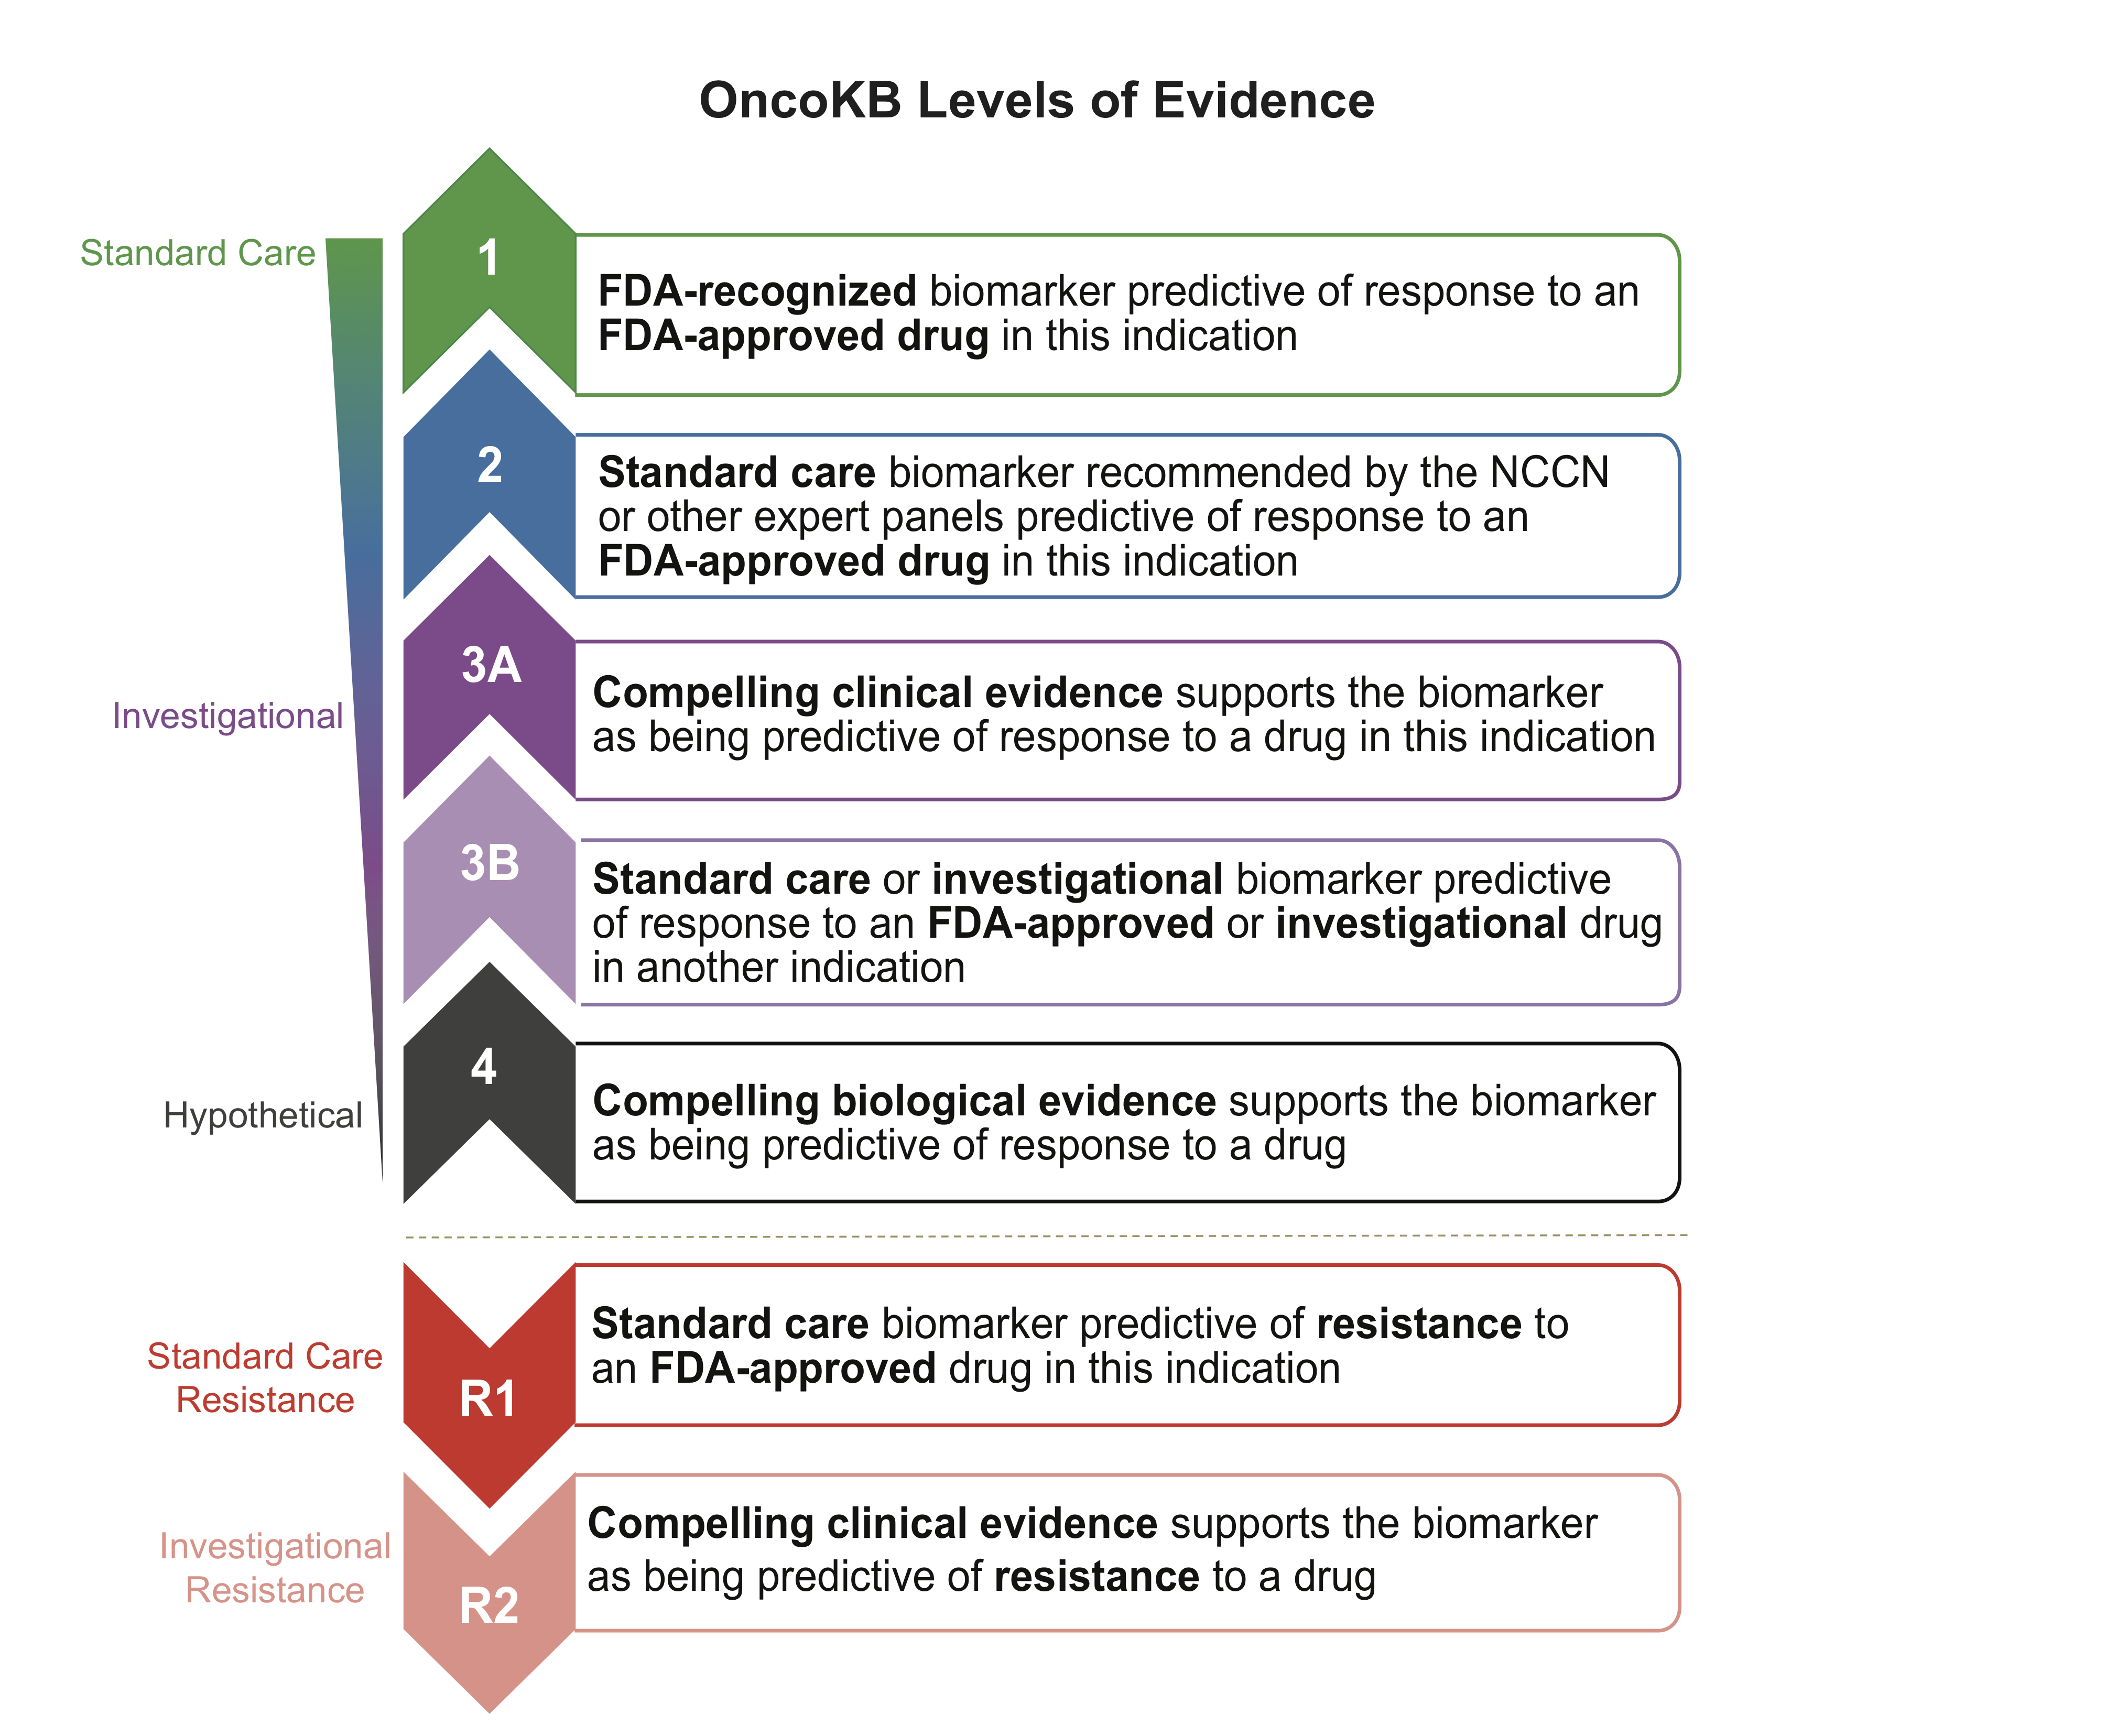 OncoKB Levels of Evidence
Standard Care
1
FDA-recognized biomarker predictive of response to an
FDA-approved drug in this indication
2
Standard care biomarker recommended by the NCCN
or other expert panels predictive of response to an
FDA-approved drug in this indication
Investigational
3A
Compelling clinical evidence supports the biomarker
as being predictive of response to a drug in this indication
3B
Standard care or investigational biomarker predictive
of response to an FDA-approved or investigational drug
in another indication
Hypothetical
4
Compelling biological evidence supports the biomarker
as being predictive of response to a drug
Standard Care
Resistance
R1
Standard care biomarker predictive of resistance to
an FDA-approved drug in this indication
Investigational
Resistance
R2
Compelling clinical evidence supports the biomarker
as being predictive of resistance to a drug